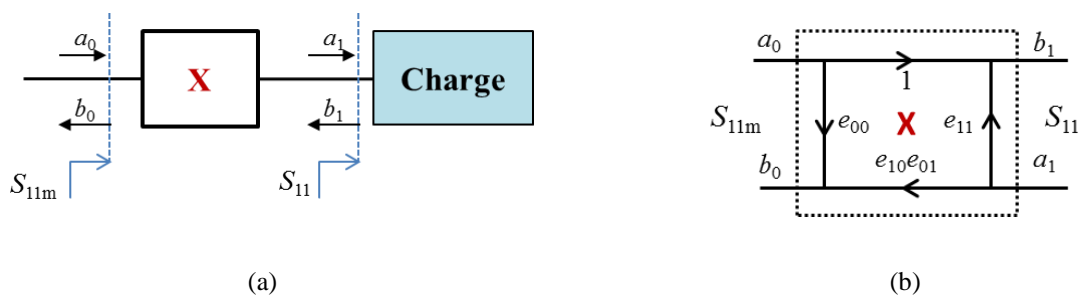 a₀
a₁
X
Charge
b₀
b₁
S₁₁ₘ
S₁₁
(a)
a₀
b₁
1
S₁₁ₘ
e₀₀
X
e₁₁
S₁₁
e₁₀e₀₁
b₀
a₁
(b)